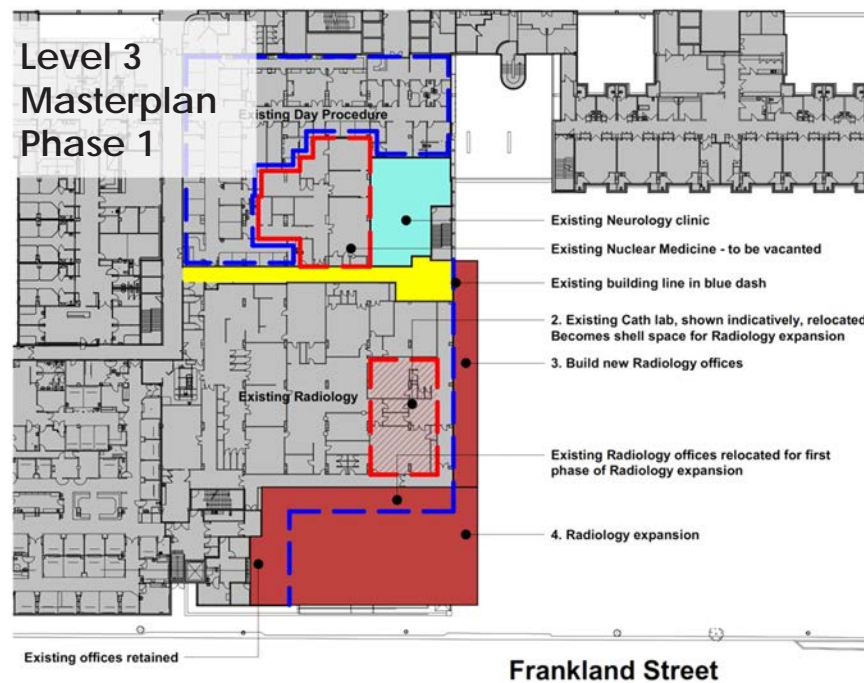 Level 3
Masterplan
Phase 1
Existing Day Procedure
Existing Neurology clinic
Existing Nuclear Medicine - to be vacanted
Existing building line in blue dash
2. Existing Cath lab, shown indicatively, relocated
Becomes shell space for Radiology expansion
3. Build new Radiology offices
Existing Radiology
Existing Radiology offices relocated for first
phase of Radiology expansion
4. Radiology expansion
Existing offices retained
Frankland Street